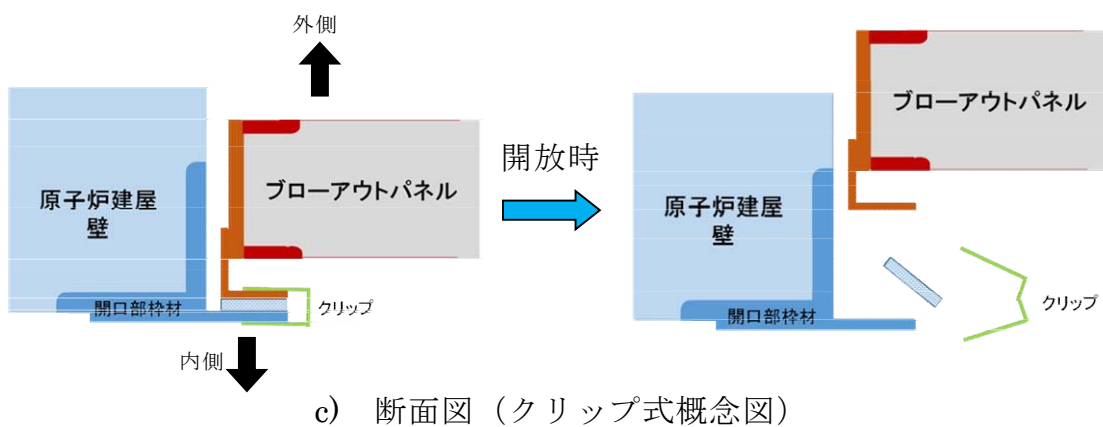 外側
原子炉建屋
壁
ブローアウトパネル
開口部枠材
クリップ
内側
開放時
ブローアウトパネル
原子炉建屋
壁
開口部枠材
クリップ
c) 断面図（クリップ式概念図）